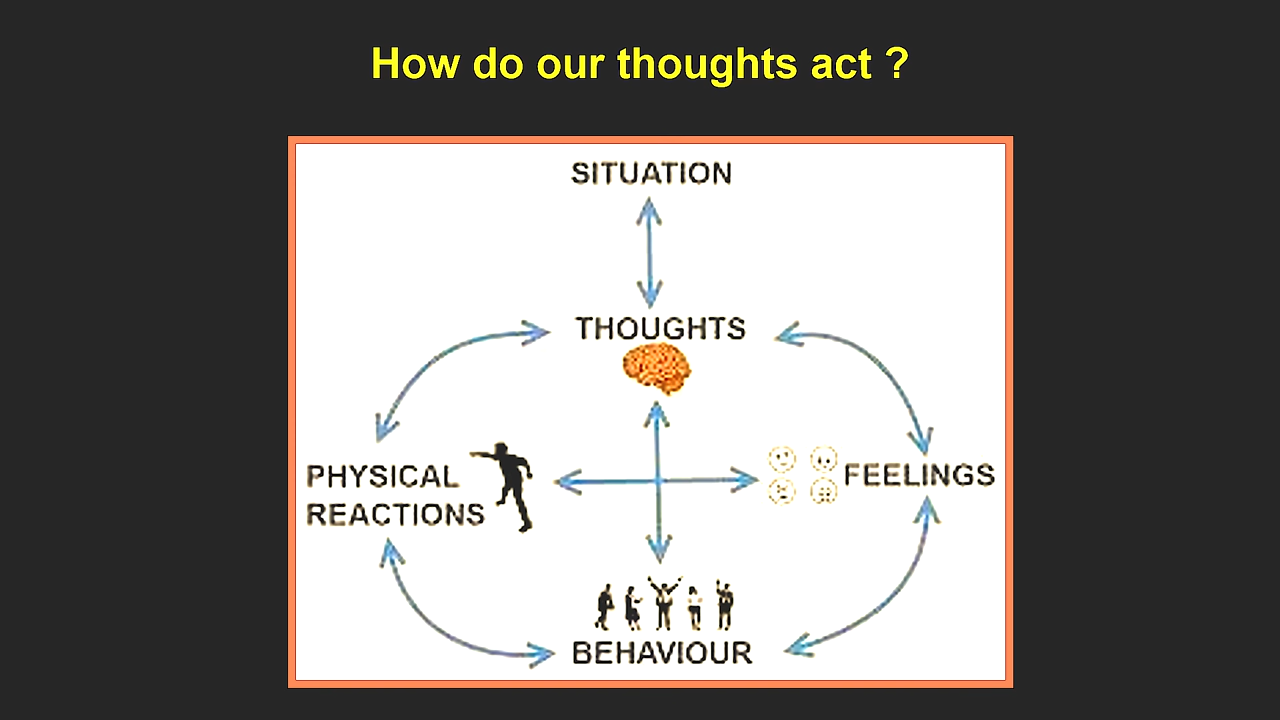 How do our thoughts act ?
SITUATION
THOUGHTS
PHYSICAL
REACTIONS
FEELINGS
BEHAVIOUR